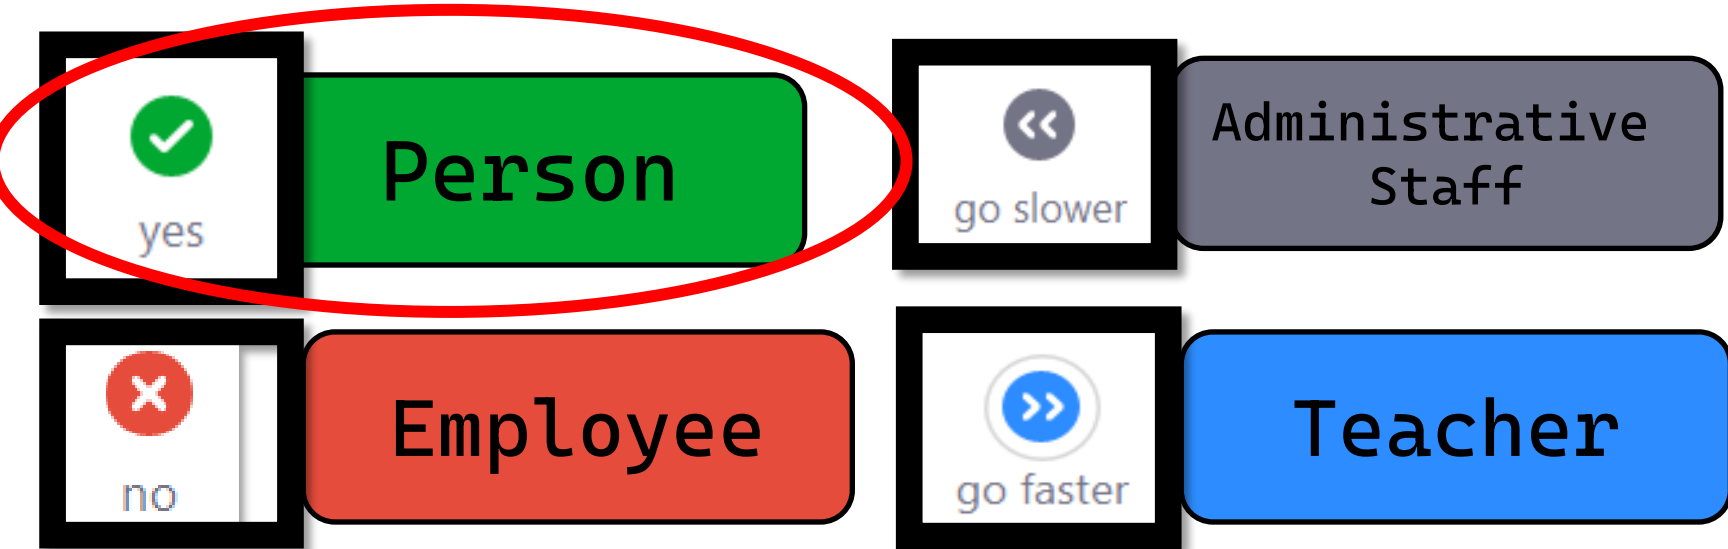 yes
Person
go slower
Administrative
Staff
no
Employee
go faster
Teacher